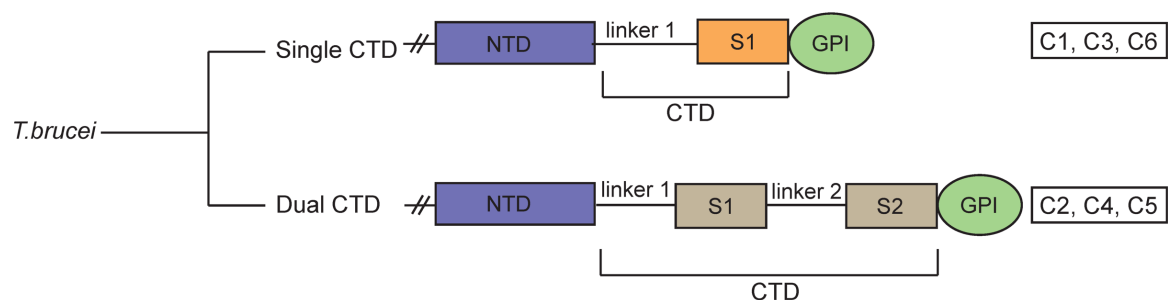 linker 1
Single CTD NTD S1 GPI C1, C3, C6
CTD
T.brucei
linker 1 linker 2
Dual CTD NTD S1 S2 GPI C2, C4, C5
CTD